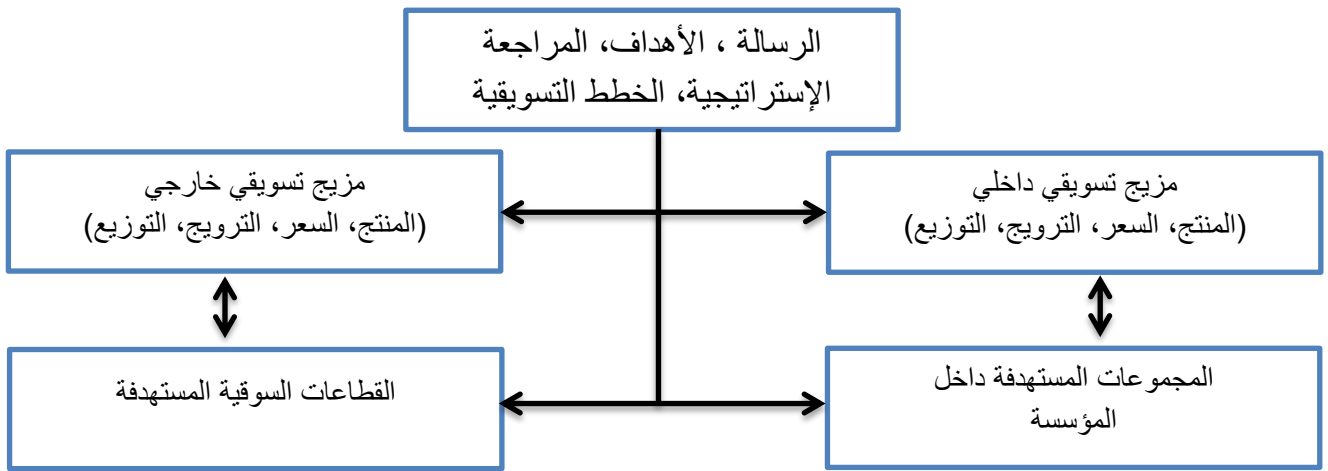 الرسالة ، الأهداف، المراجعة
الإستراتيجية، الخطط التسويقية
مزيج تسويقي داخلي
(المنتج، السعر، الترويج، التوزيع)
مزيج تسويقي خارجي
(المنتج، السعر، الترويج، التوزيع)
المجموعات المستهدفة داخل
المؤسسة
القطاعات السوقية المستهدفة